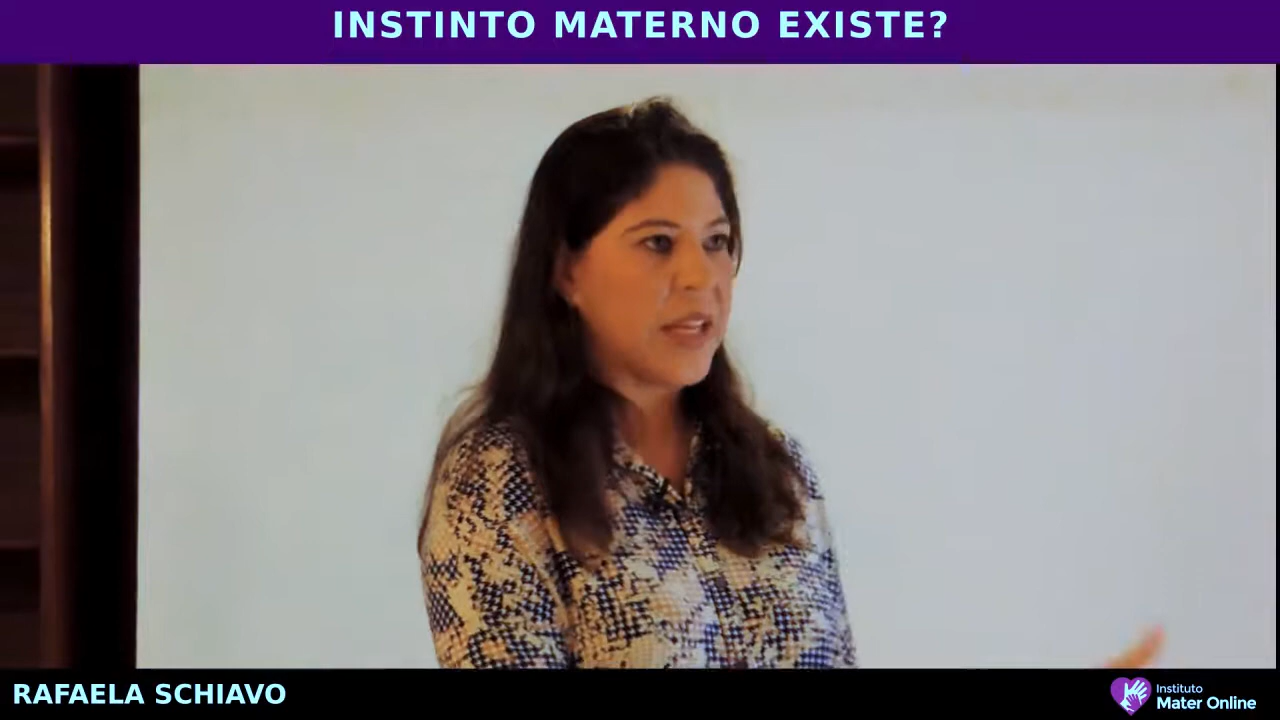 INSTINTO MATERNO EXISTE?
RAFAELA SCHIAVO
Instituto
Mater Online